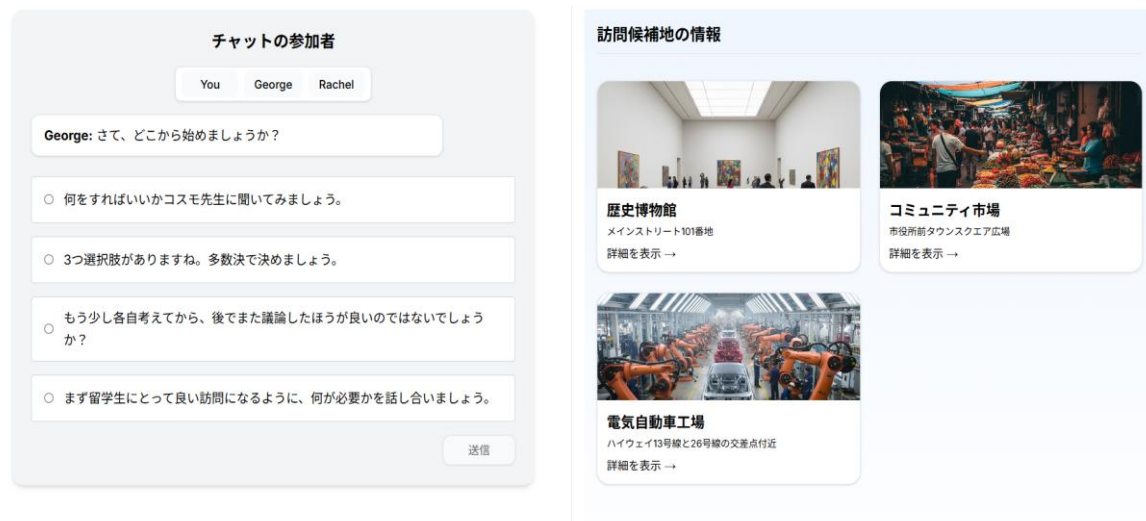 チャットの参加者
You George Rachel
George: さて、どこから始めましょうか？
何をすればいいかコスモ先生に聞いてみましょう。
3つ選択肢がありますね。多数決で決めましょう。
もう少し各自考えてから、後でまた議論したほうが良いのではないでしょう
か？
まず留学生にとって良い訪問になるように、何が必要かを話し合いましょう。
送信
訪問候補地の情報
歴史博物館
メインストリート101番地
詳細を表示 →
コミュニティ市場
市役所前タウンスクエア広場
詳細を表示 →
電気自動車工場
ハイウェイ13号線と26号線の交差点付近
詳細を表示 →